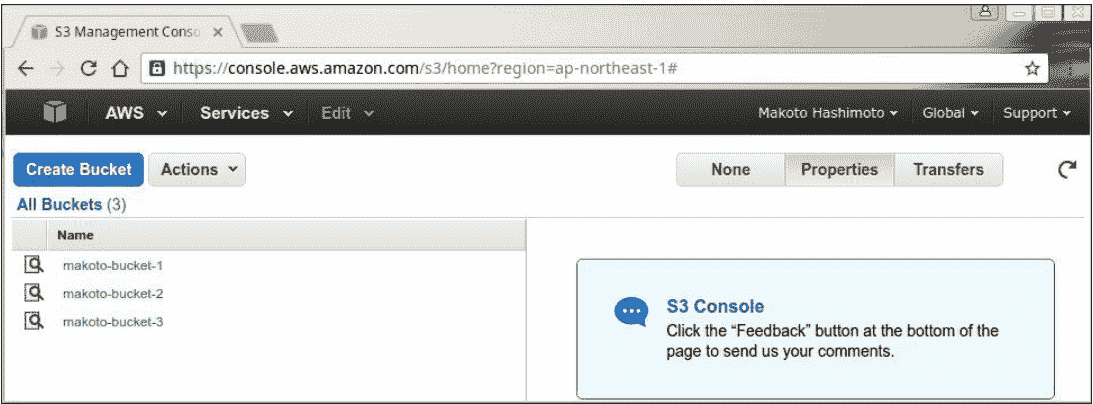 S3 Management Conso
https://console.aws.amazon.com/s3/home?region=ap-northeast-1#
AWS Services Edit Makoto Hashimoto Global Support
Create Bucket Actions None Properties Transfers
All Buckets (3)
Name
makoto-bucket-1
makoto-bucket-2
makoto-bucket-3
S3 Console
Click the “Feedback” button at the bottom of the
page to send us your comments.